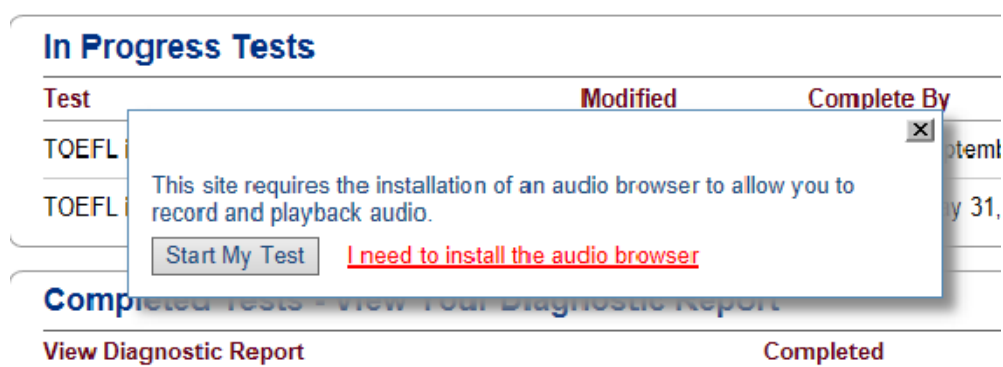 In Progress Tests
Test Modified Complete By
TOEFL
This site requires the installation of an audio browser to allow you to
record and playback audio.
TOEFL y 31,
Start My Test I need to install the audio browser
Completed Tests - View Your Diagnostic Report
View Diagnostic Report Completed